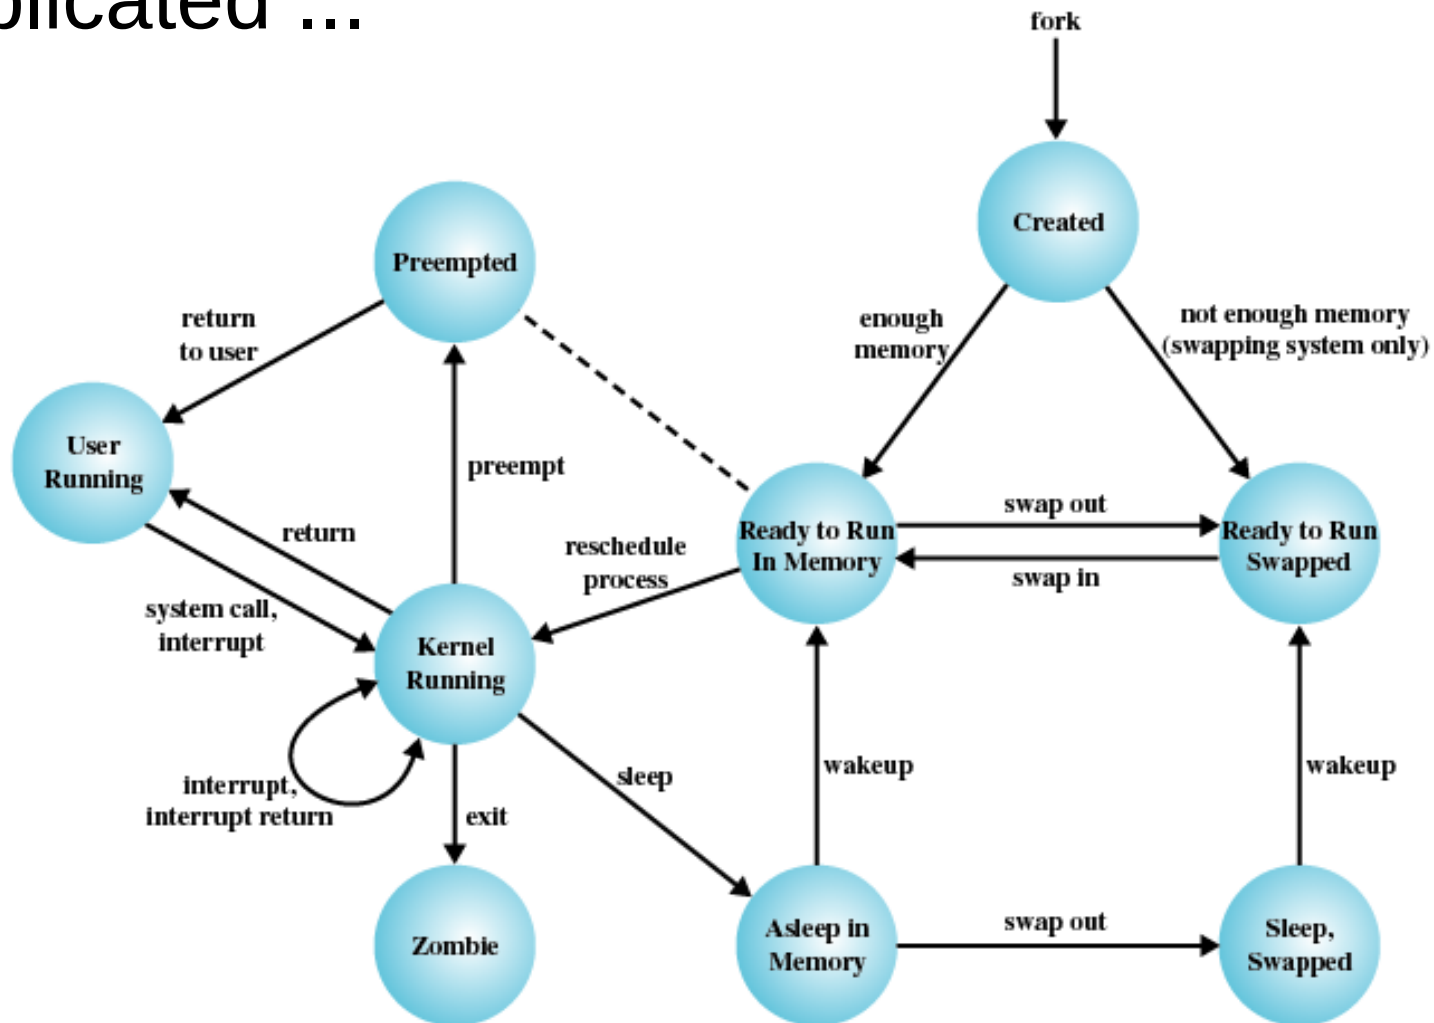 ...
fork
Created
Preempted
return
to user
enough
memory
not enough memory
(swapping system only)
User
Running
preempt
return
reschedule
process
Ready to Run
In Memory
swap out
swap in
Ready to Run
Swapped
system call,
interrupt
Kernel
Running
interrupt,
interrupt return
sleep
exit
wakeup
wakeup
Zombie
Asleep in
Memory
swap out
Sleep,
Swapped